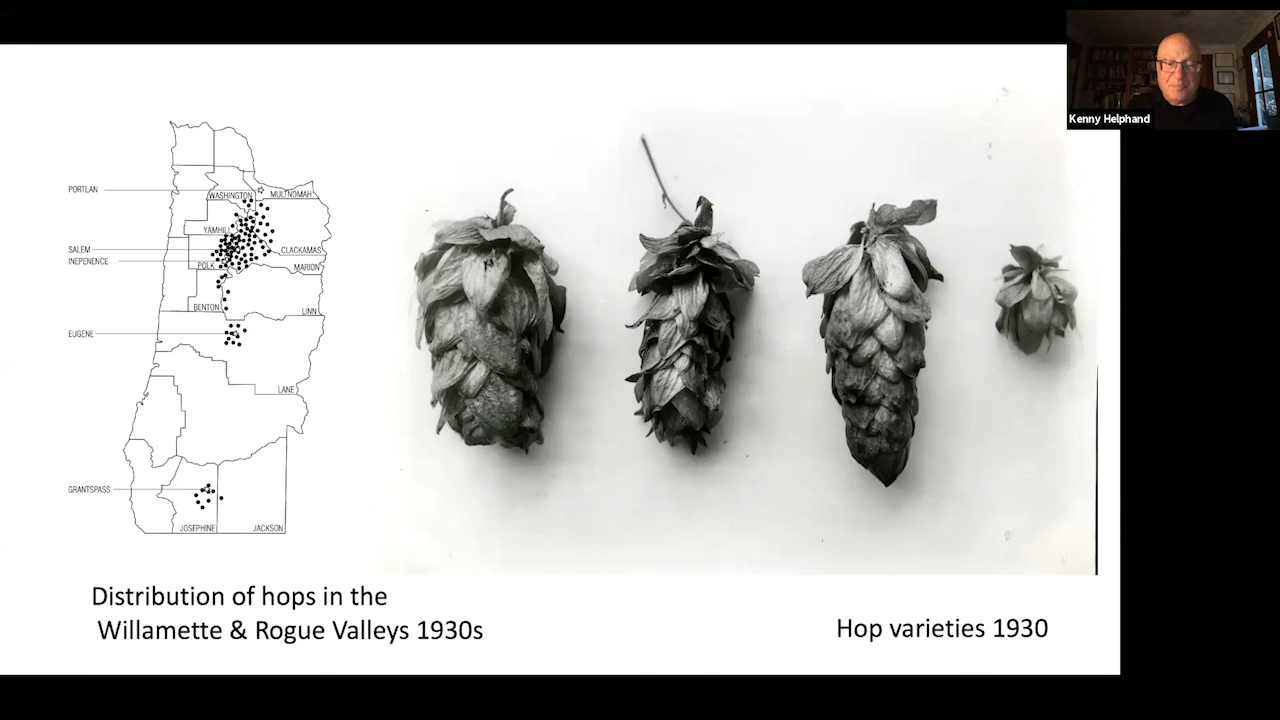 Kenny Helphand
PORTLAN
WASHINGTON
MULTNOMAH
YAMHILL
SALEM
CLACKAMAS
INEPENENCE
POLK
MARION
BENTON
LINN
EUGENE
LANE
GRANTSPASS
JOSEPHINE
JACKSON
Distribution of hops in the
Willamette & Rogue Valleys 1930s
Hop varieties 1930